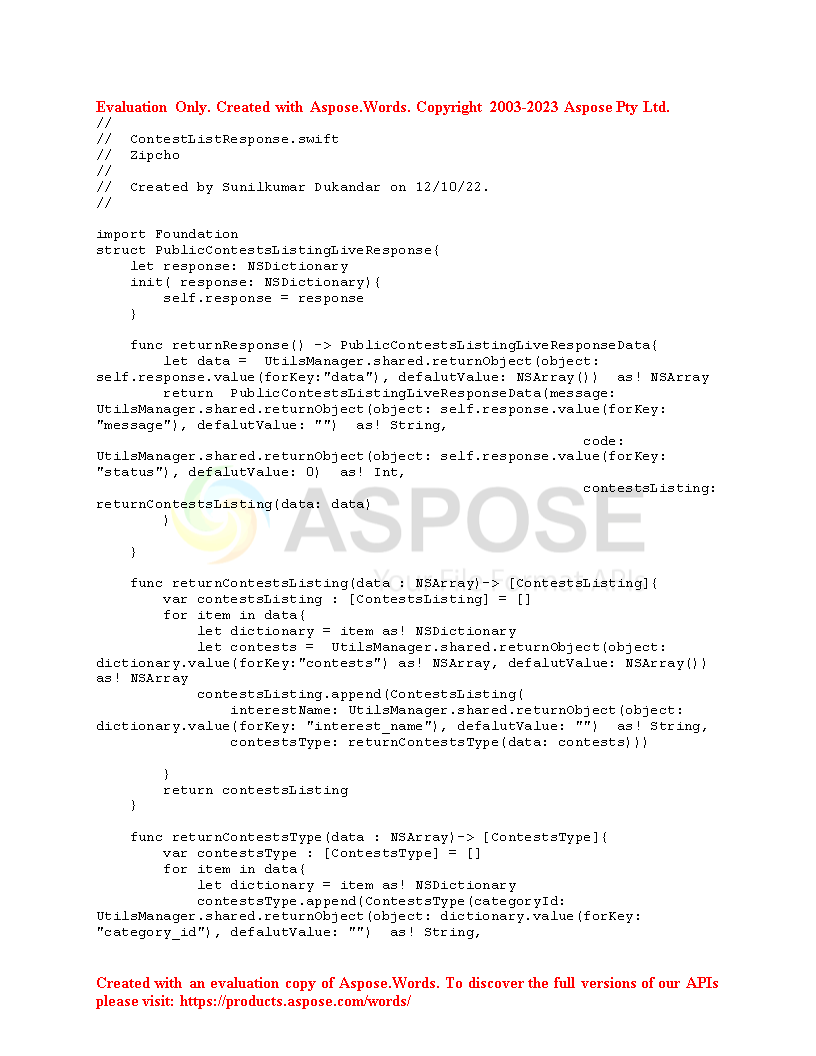 Evaluation Only. Created with Aspose.Words. Copyright 2003-2023 Aspose Pty Ltd.
//
//  ContestListResponse.swift
//  Zipcho
//
//  Created by Sunilkumar Dukandar on 12/10/22.
//
import Foundation
struct PublicContestsListingLiveResponse{
    let response: NSDictionary
    init( response: NSDictionary){
        self.response = response
    }
    func returnResponse() -> PublicContestsListingLiveResponseData{
        let data =  UtilsManager.shared.returnObject(object:
self.response.value(forKey:"data"), defalutValue: NSArray())  as! NSArray
        return  PublicContestsListingLiveResponseData(message:
UtilsManager.shared.returnObject(object: self.response.value(forKey:
"message"), defalutValue: "")  as! String,
                                                          code:
UtilsManager.shared.returnObject(object: self.response.value(forKey:
"status"), defalutValue: 0)  as! Int,
                                                          contestsListing:
returnContestsListing(data: data)
        )
ASPOSE
    }
Your File Format APIs
    func returnContestsListing(data : NSArray)-> [ContestsListing]{
        var contestsListing : [ContestsListing] = []
        for item in data{
            let dictionary = item as! NSDictionary
            let contests =  UtilsManager.shared.returnObject(object:
dictionary.value(forKey:"contests") as! NSArray, defalutValue: NSArray())
as! NSArray
            contestsListing.append(ContestsListing(
                interestName: UtilsManager.shared.returnObject(object:
dictionary.value(forKey: "interest_name"), defalutValue: "")  as! String,
                contestsType: returnContestsType(data: contests)))
        }
        return contestsListing
    }
    func returnContestsType(data : NSArray)-> [ContestsType]{
        var contestsType : [ContestsType] = []
        for item in data{
            let dictionary = item as! NSDictionary
            contestsType.append(ContestsType(categoryId:
UtilsManager.shared.returnObject(object: dictionary.value(forKey:
"category_id"), defalutValue: "")  as! String,
Created with an evaluation copy of Aspose.Words. To discover the full versions of our APIs
please visit: https://products.aspose.com/words/